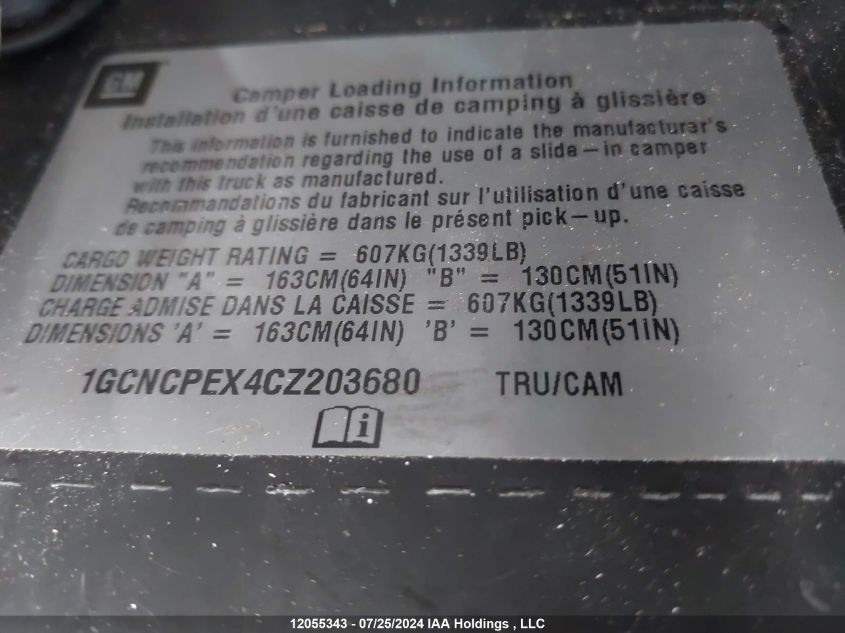 GM
Camper Loading Information
Installation d'une caisse de camping à glissière
This information is furnished to indicate the manufacturar's
recommendation regarding the use of a slide-in camper
with this truck as manufactured.
Recommandations du fabricant sur l'utilisation d'une caisse
de camping à glissière dans le présent pick-up.
CARGO WEIGHT RATING = 607KG(1339LB)
DIMENSION "A" = 163CM(64IN) "B" = 130CM(51IN)
CHARGE ADMISE DANS LA CAISSE = 607KG(1339LB)
DIMENSIONS 'A' = 163CM(64IN) 'B' = 130CM(51IN)
1GCNCPEX4CZ203680 TRU/CAM
i
12055343 - 07/25/2024 IAA Holdings , LLC